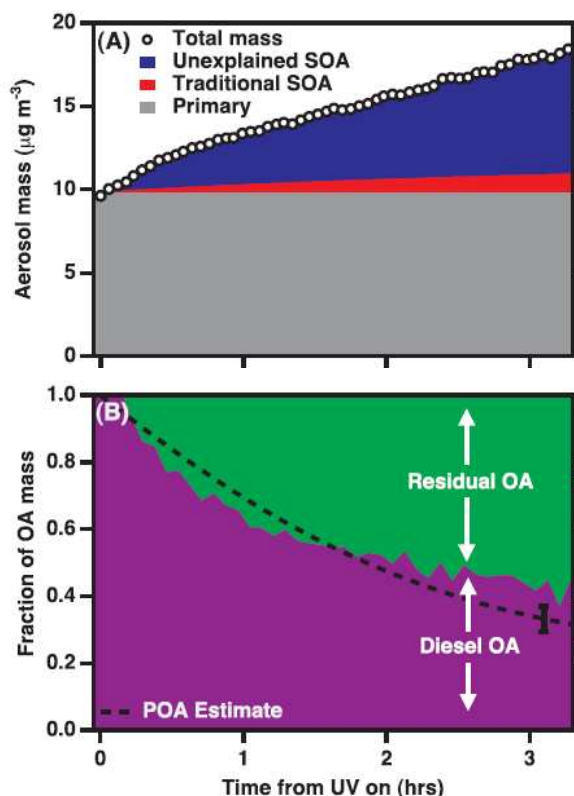 20
(A)
Total mass
Unexplained SOA
Traditional SOA
Primary
15
10
5
0
Aerosol mass (μg m⁻³)
1.0
(B)
0.8
0.6
0.4
0.2
0.0
Fraction of OA mass
Residual OA
Diesel OA
POA Estimate
0 1 2 3
Time from UV on (hrs)